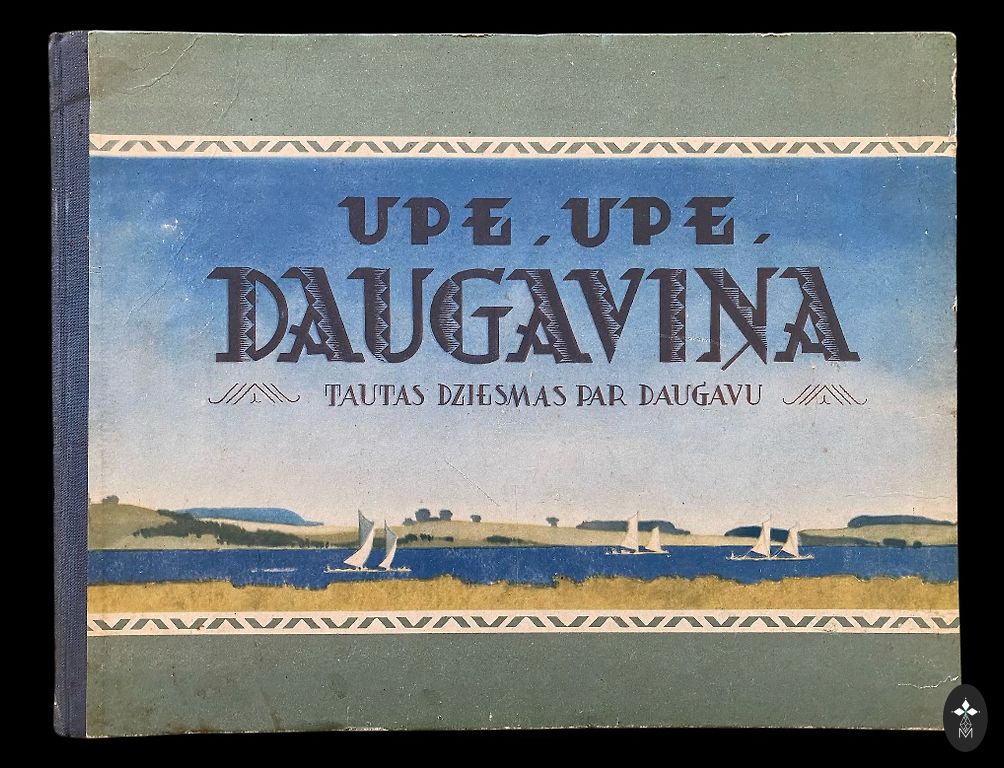 UPE, UPE,
DAUGAVIŅA
TAUTAS DZIESMAS PAR DAUGAVU
M